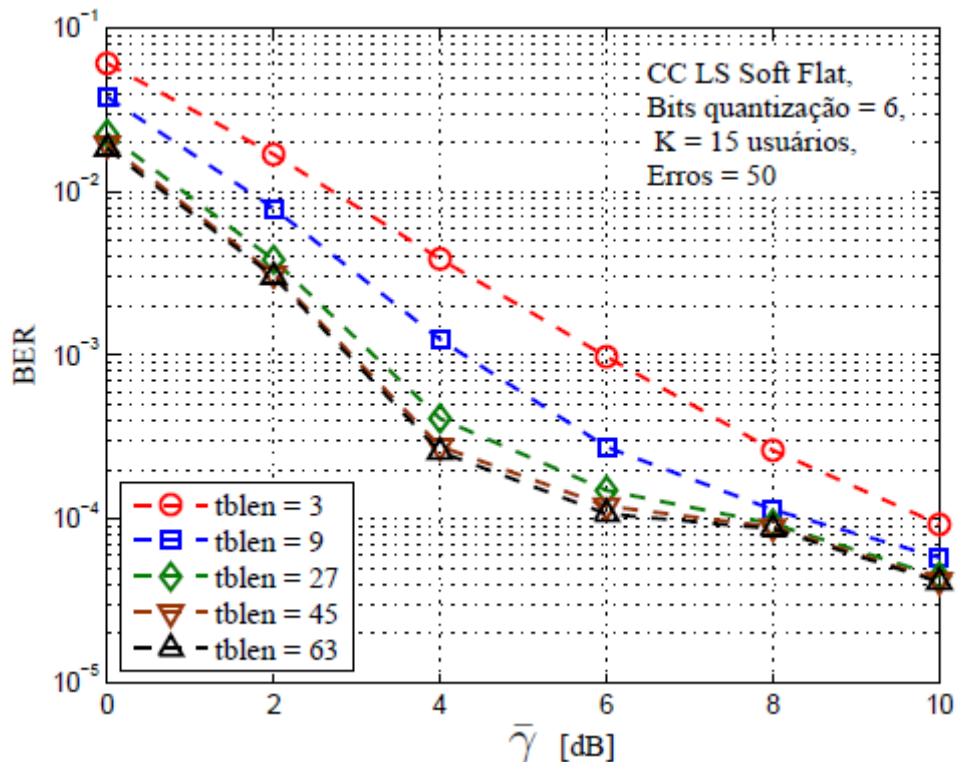 10⁻¹
10⁻²
10⁻³
10⁻⁴
10⁻⁵
BER
CC LS Soft Flat,
Bits quantização = 6,
K = 15 usuários,
Erros = 50
tblen = 3
tblen = 9
tblen = 27
tblen = 45
tblen = 63
0 2 4 6 8 10
γ̄ [dB]